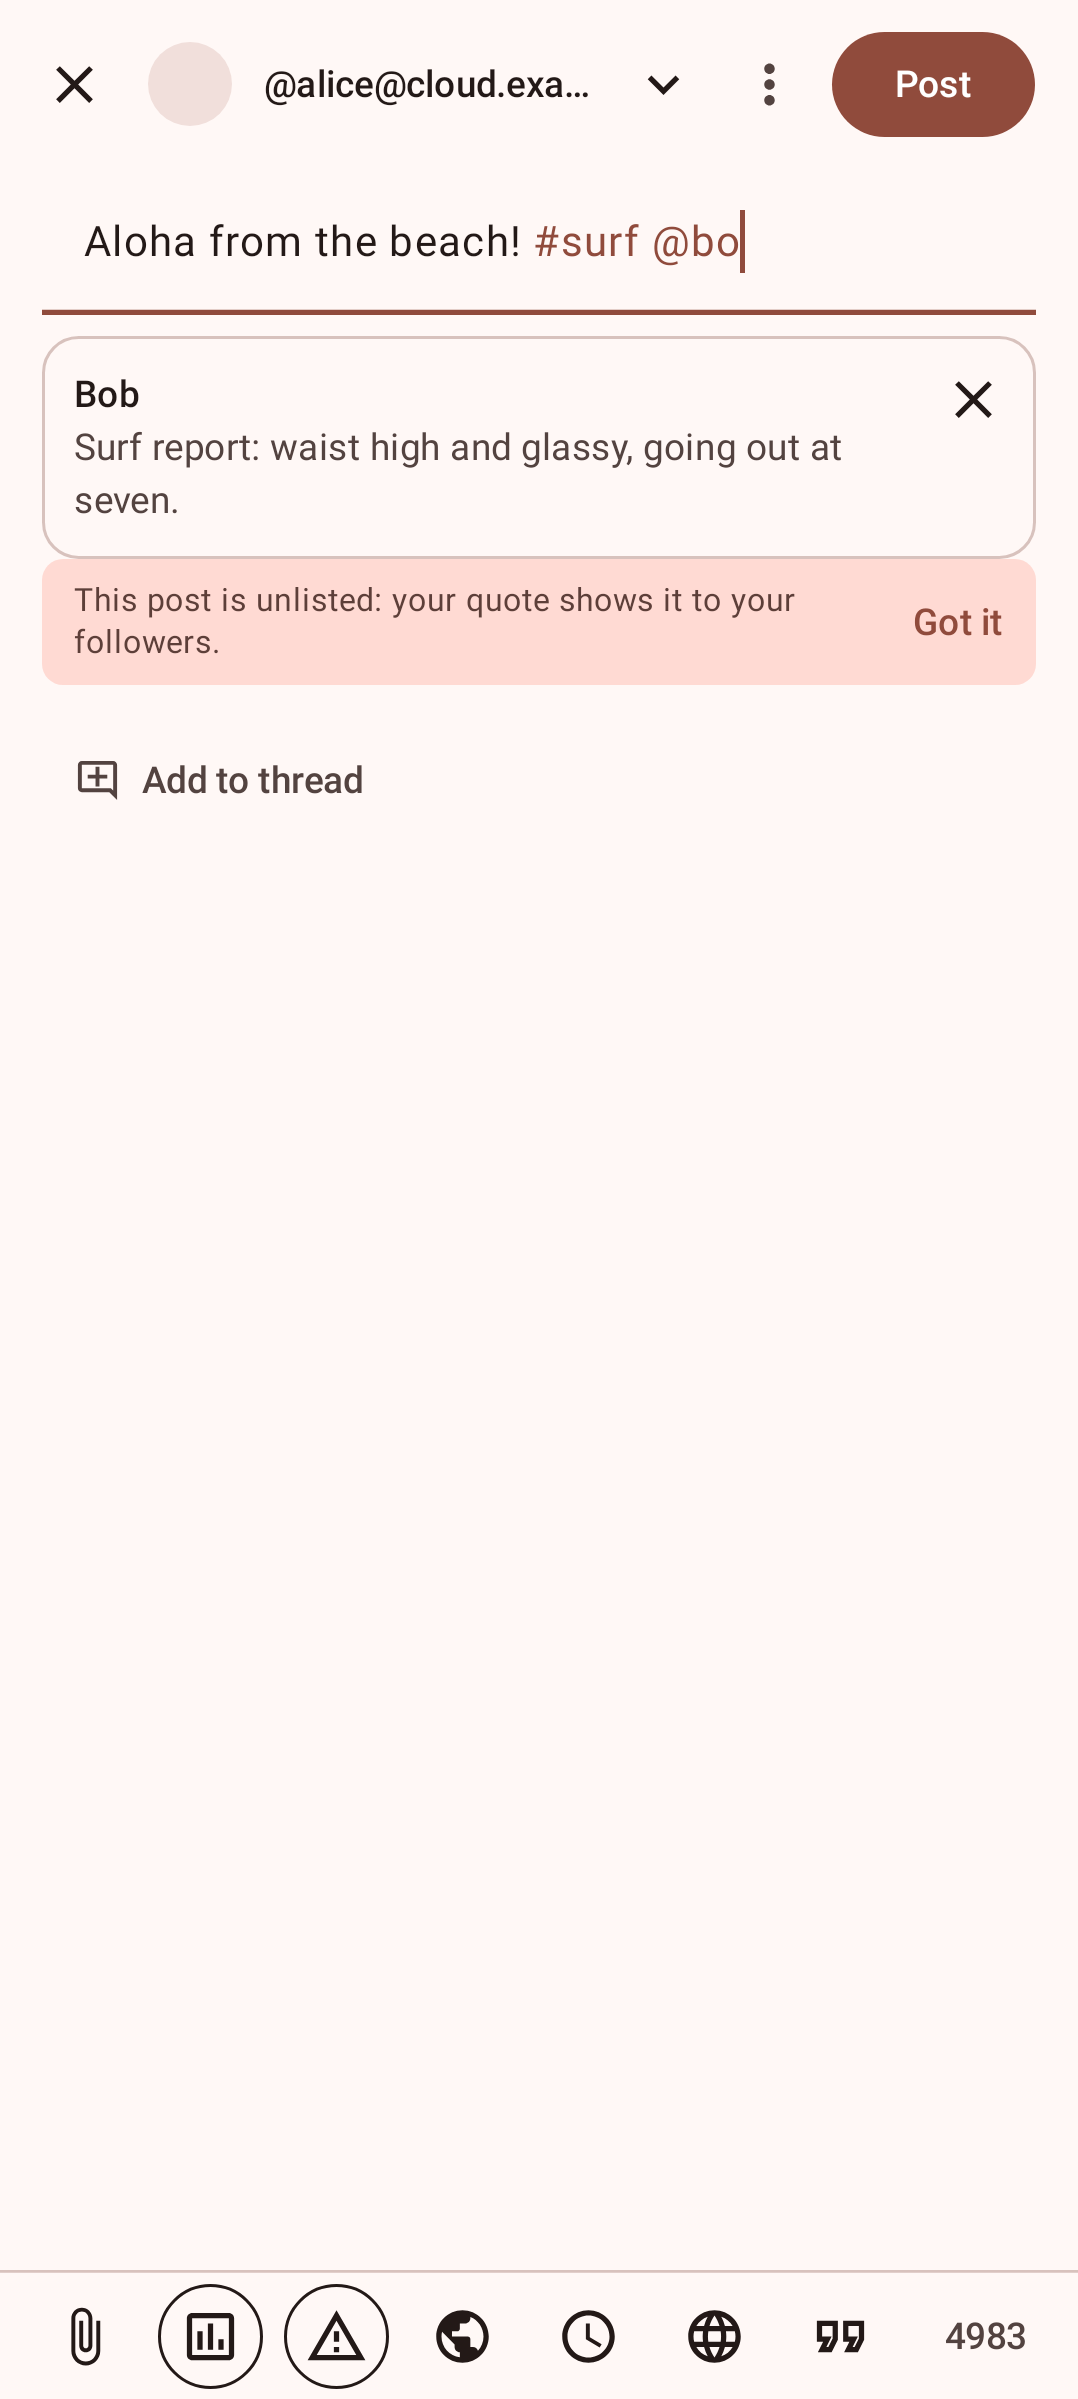 @alice@cloud.exa...
Post
Aloha from the beach! #surf @bo
Bob
Surf report: waist high and glassy, going out at
seven.
This post is unlisted: your quote shows it to your
followers.
Got it
Add to thread
4983